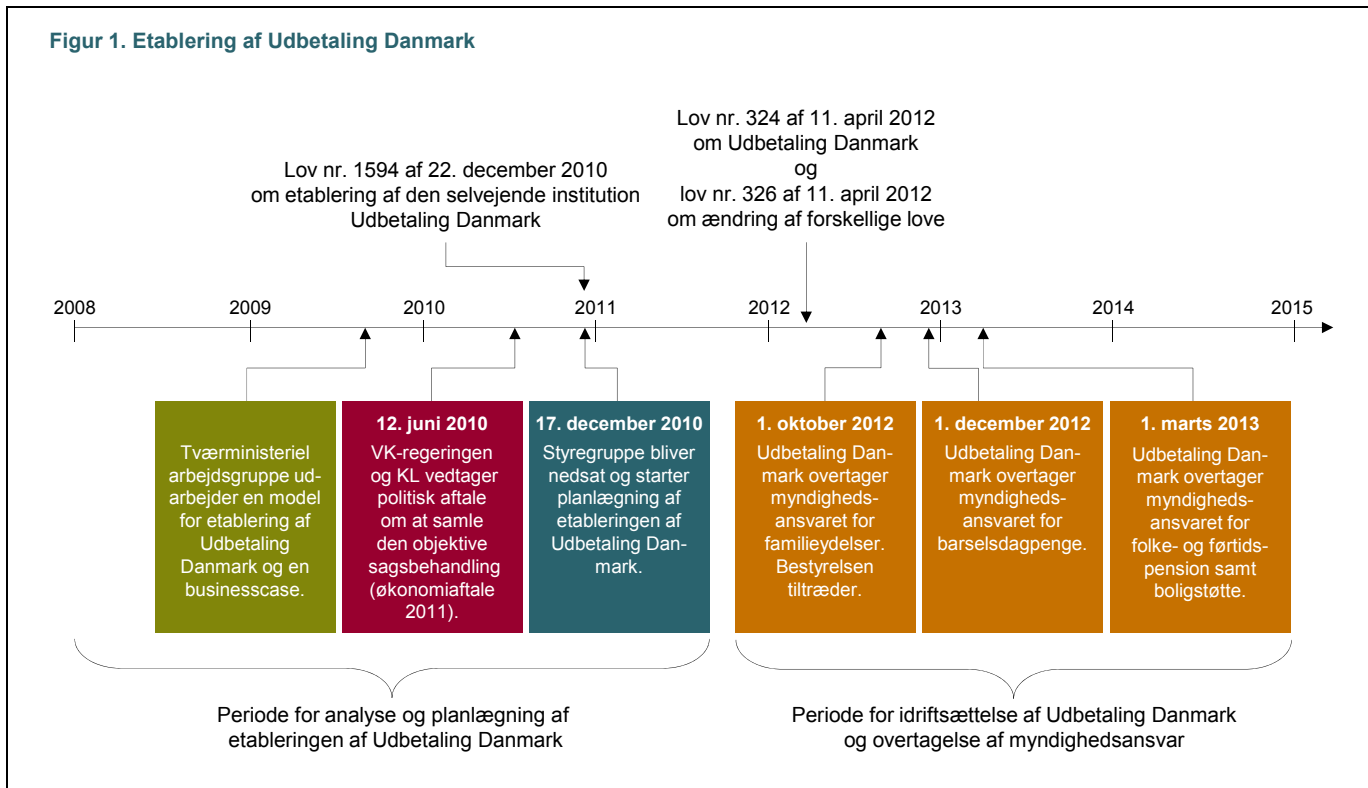 Figur 1. Etablering af Udbetaling Danmark
Lov nr. 1594 af 22. december 2010
om etablering af den selvejende institution
Udbetaling Danmark
Lov nr. 324 af 11. april 2012
om Udbetaling Danmark
og
lov nr. 326 af 11. april 2012
om ændring af forskellige love
2008
2009
2010
2011
2012
2013
2014
2015
Tværministeriel
arbejdsgruppe ud-
arbejder en model
for etablering af
Udbetaling
Danmark og en
businesscase.
12. juni 2010
VK-regeringen
og KL vedtager
politisk aftale
om at samle
den objektive
sagsbehandling
(økonomiaftale
2011).
17. december 2010
Styregruppe bliver
nedsat og starter
planlægning af
etableringen af
Udbetaling Dan-
mark.
1. oktober 2012
Udbetaling Dan-
mark overtager
myndigheds-
ansvaret for
familieydelser.
Bestyrelsen
tiltræder.
1. december 2012
Udbetaling Dan-
mark overtager
myndigheds-
ansvaret for
barselsdagpenge.
1. marts 2013
Udbetaling Dan-
mark overtager
myndigheds-
ansvaret for
folke- og førtids-
pension samt
boligstøtte.
Periode for analyse og planlægning af
etableringen af Udbetaling Danmark
Periode for idriftsættelse af Udbetaling Danmark
og overtagelse af myndighedsansvar